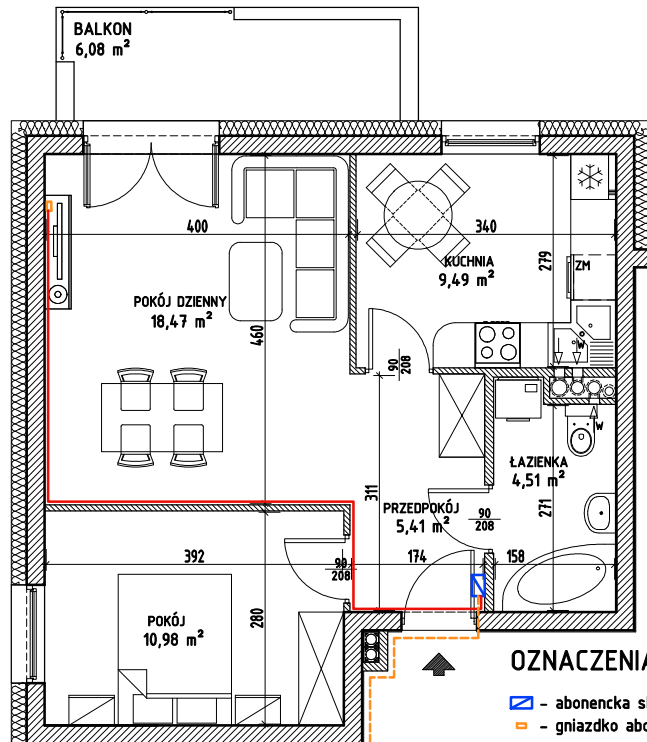 BALKON
6,08 m²
400
340
KUCHNIA
9,49 m²
279
ZM
POKÓJ DZIENNY
18,47 m²
460
W
90
208
W
ŁAZIENKA
4,51 m²
311
271
PRZEDPOKÓJ
5,41 m²
90
208
392
90
208
174
158
POKÓJ
10,98 m²
280
OZNACZENIA
- abonencka
- gniazdko